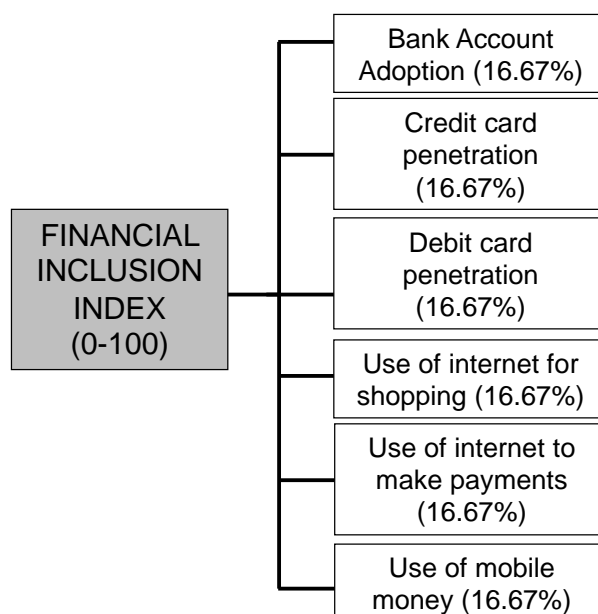 FINANCIAL
INCLUSION
INDEX
(0-100)
Bank Account
Adoption (16.67%)
Credit card
penetration
(16.67%)
Debit card
penetration
(16.67%)
Use of internet for
shopping (16.67%)
Use of internet to
make payments
(16.67%)
Use of mobile
money (16.67%)